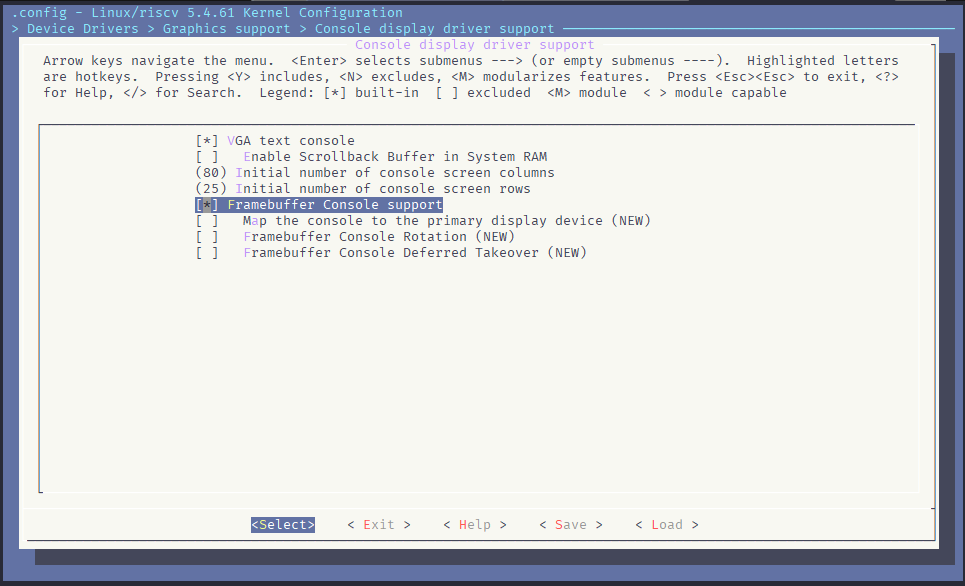 .config - Linux/riscv 5.4.61 Kernel Configuration
> Device Drivers > Graphics support > Console display driver support
Console display driver support
Arrow keys navigate the menu.  <Enter> selects submenus ---> (or empty submenus ----).  Highlighted letters
are hotkeys.  Pressing <Y> includes, <N> excludes, <M> modularizes features.  Press <Esc><Esc> to exit, <?>
for Help, </> for Search.  Legend: [*] built-in  [ ] excluded  <M> module  < > module capable
[*] VGA text console
[ ]   Enable Scrollback Buffer in System RAM
(80) Initial number of console screen columns
(25) Initial number of console screen rows
[*] Framebuffer Console support
[ ]   Map the console to the primary display device (NEW)
[ ]   Framebuffer Console Rotation (NEW)
[ ]   Framebuffer Console Deferred Takeover (NEW)
<Select>    < Exit >    < Help >    < Save >    < Load >